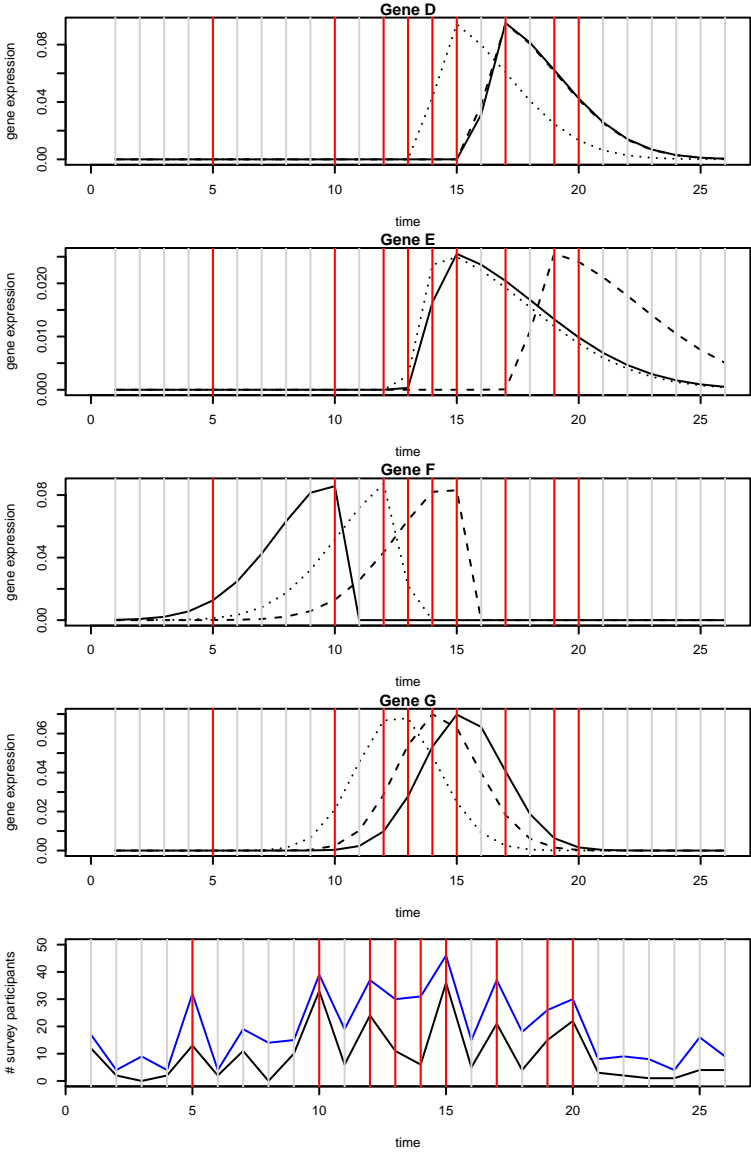 Gene D
gene expression
0.00 0.04 0.08
0 5 10 15 20 25
time
Gene E
gene expression
0.000 0.010 0.020
0 5 10 15 20 25
time
Gene F
gene expression
0.00 0.04 0.08
0 5 10 15 20 25
time
Gene G
gene expression
0.00 0.02 0.04 0.06
0 5 10 15 20 25
time
# survey participants
0 10 20 30 40 50
0 5 10 15 20 25
time